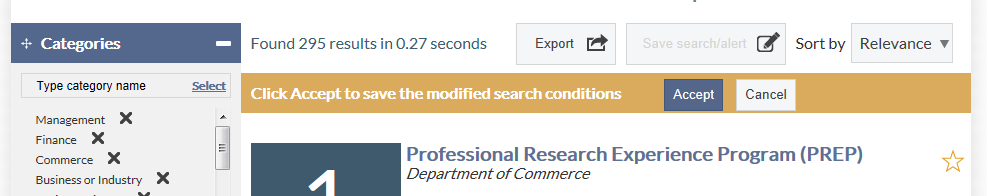 Categories
Found 295 results in 0.27 seconds
Export
Save search/alert
Sort by
Relevance
Type category name
Select
Click Accept to save the modified search conditions
Accept
Cancel
Management
Finance
Commerce
Business or Industry
1
Professional Research Experience Program (PREP)
Department of Commerce